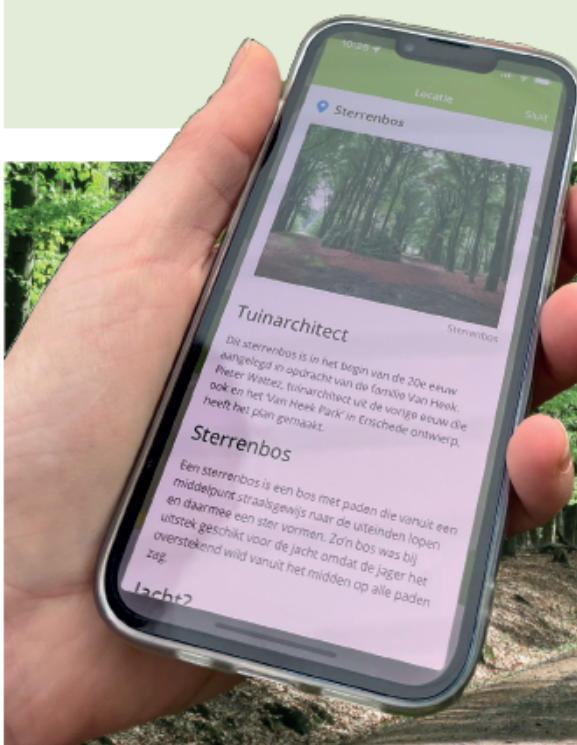 10:26
Locatie
Sluit
Sterrenbos
Sterrenbos
Tuinarchitect
Dit sterrenbos is in het begin van de 20e eeuw
aangelegd in opdracht van de familie Van Heek.
Pieter Wattez, tuinarchitect uit de vorige eeuw die
ook en het 'Van Heek Park' in Enschede ontwierp,
heeft het plan gemaakt.
Sterrenbos
Een sterrenbos is een bos met paden die vanuit een
middelpunt straalsgewijs naar de uiteinden lopen
en daarmee een ster vormen. Zo'n bos was bij
uitstek geschikt voor de jacht omdat de jager het
overstekend wild vanuit het midden op alle paden
zag.
Jacht?